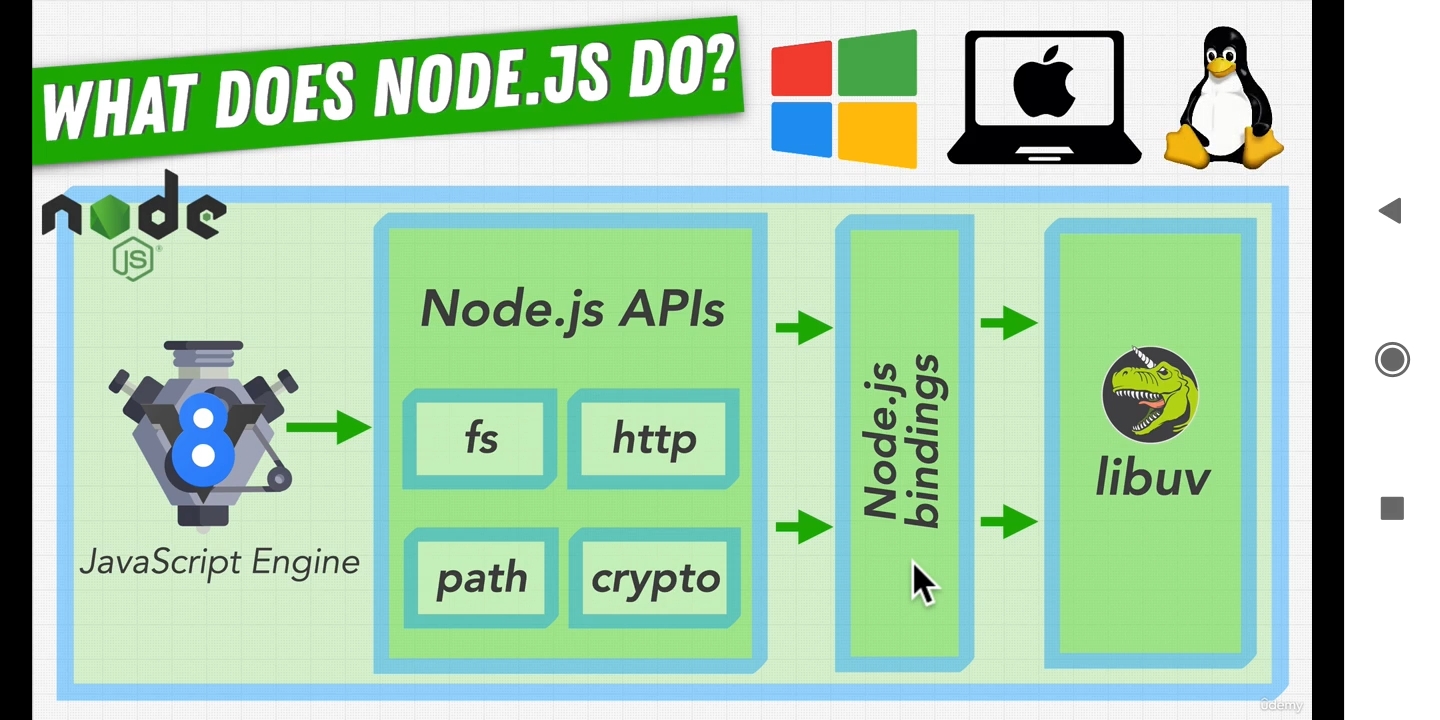 WHAT DOES NODE.JS DO?
node
JS
®
8
JavaScript Engine
Node.js APIs
fs
http
path
crypto
Node.js
bindings
libuv
ûdemy